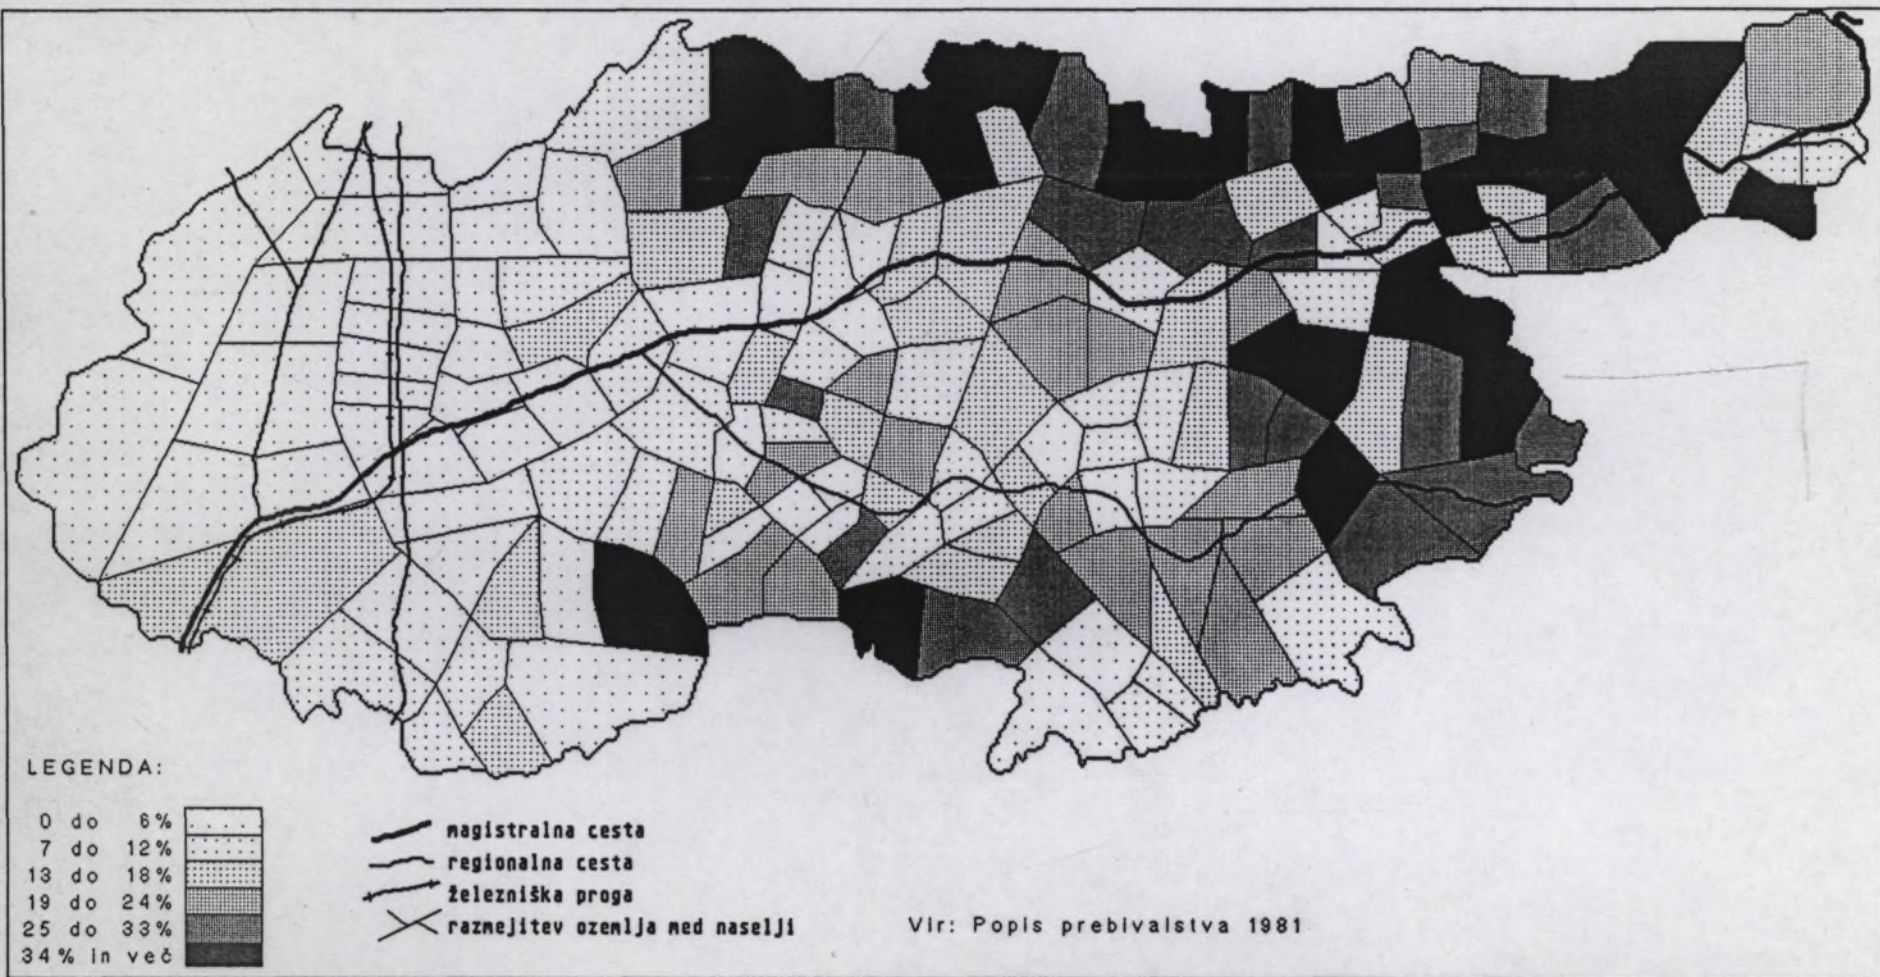 LEGENDA:
0 do 6%
7 do 12%
13 do 18%
19 do 24%
25 do 33%
34% in več
magistralna cesta
regionalna cesta
železniška proga
razmejitev ozemlja med naselji
Vir: Popis prebivalstva 1981